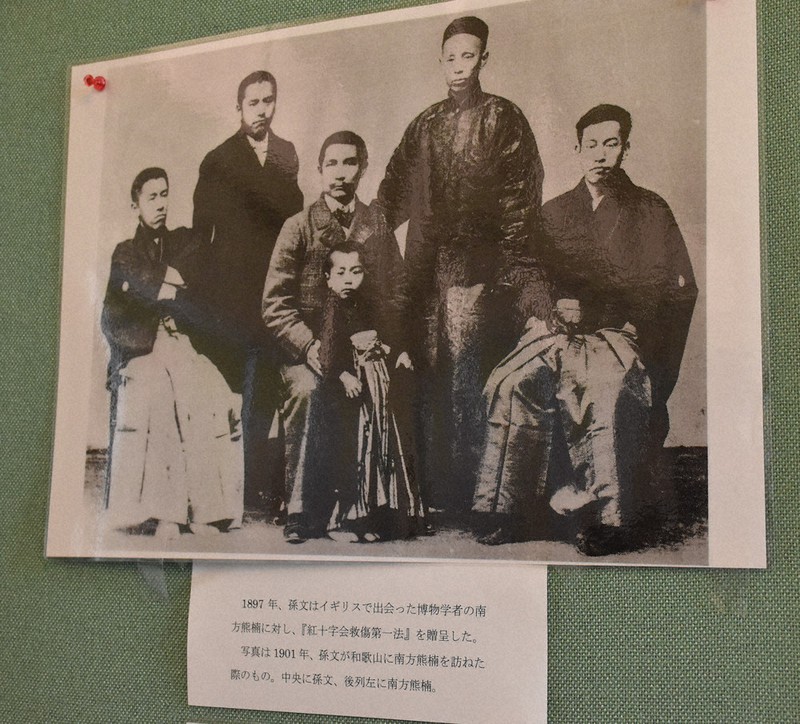 1897 年、孫文はイギリスで出会った博物学者の南
方熊楠に対し、『紅十字会救傷第一法』を贈呈した。
写真は 1901 年、孫文が和歌山に南方熊楠を訪ねた
際のもの。中央に孫文、後列左に南方熊楠。